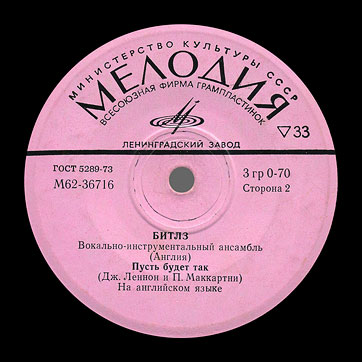 МИНИСТЕРСТВО КУЛЬТУРЫ СССР
МЕЛОДИЯ
ВСЕСОЮЗНАЯ ФИРМА ГРАМПЛАСТИНОК
▽33
ЛЕНИНГРАДСКИЙ ЗАВОД
ГОСТ 5289-73
М62-36716
3 гр 0-70
Сторона 2
БИТЛЗ
Вокально-инструментальный ансамбль
(Англия)
Пусть будет так
(Дж. Леннон и П. Маккартни)
На английском языке